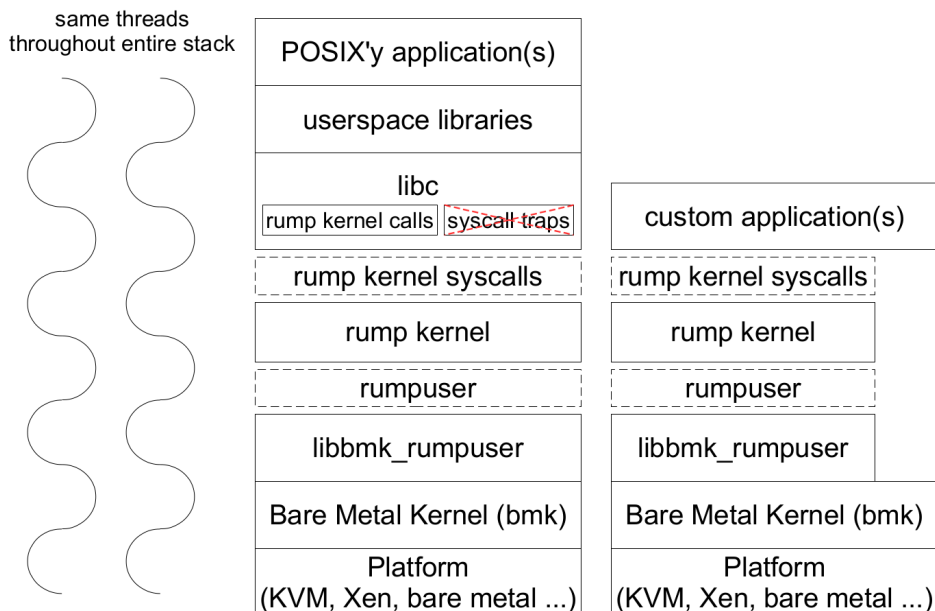 same threads
throughout entire stack
POSIX'y application(s)
userspace libraries
libc
rump kernel calls
syscall traps
rump kernel syscalls
rump kernel
rumpuser
libbmk_rumpuser
Bare Metal Kernel (bmk)
Platform
(KVM, Xen, bare metal ...)
custom application(s)
rump kernel syscalls
rump kernel
rumpuser
libbmk_rumpuser
Bare Metal Kernel (bmk)
Platform
(KVM, Xen, bare metal ...)